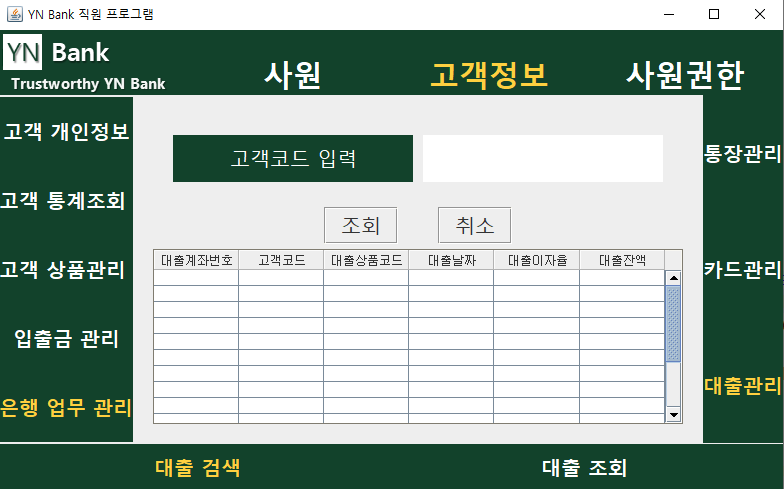 YN Bank 직원 프로그램
YN Bank
Trustworthy YN Bank
사원 고객정보 사원권한
고객 개인정보
고객 통계조회
고객 상품관리
입출금 관리
은행 업무 관리
고객코드 입력
조회 취소
대출계좌번호 고객코드 대출상품코드 대출날짜 대출이자율 대출잔액
통장관리
카드관리
대출관리
대출 검색 대출 조회